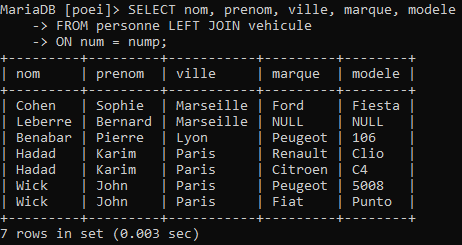 MariaDB [poei]> SELECT nom, prenom, ville, marque, modele
    -> FROM personne LEFT JOIN vehicule
    -> ON num = nump;
+---------+---------+-----------+---------+--------+
| nom     | prenom  | ville     | marque  | modele |
+---------+---------+-----------+---------+--------+
| Cohen   | Sophie  | Marseille | Ford    | Fiesta |
| Leberre | Bernard | Marseille | NULL    | NULL   |
| Benabar | Pierre  | Lyon      | Peugeot | 106    |
| Hadad   | Karim   | Paris     | Renault | Clio   |
| Hadad   | Karim   | Paris     | Citroen | C4     |
| Wick    | John    | Paris     | Peugeot | 5008   |
| Wick    | John    | Paris     | Fiat    | Punto  |
+---------+---------+-----------+---------+--------+
7 rows in set (0.003 sec)